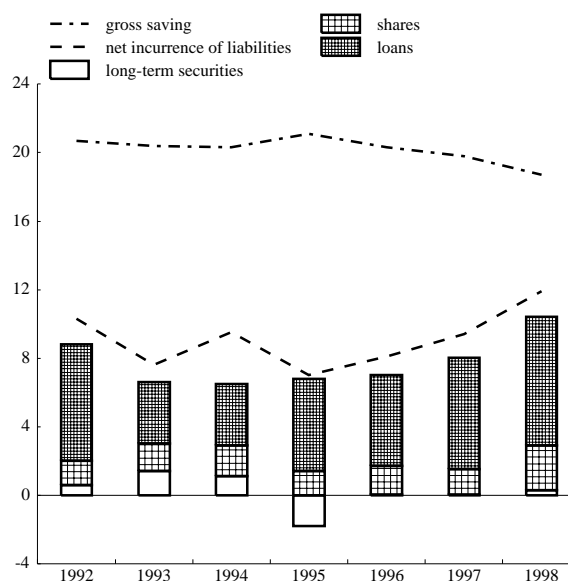 gross saving
net incurrence of liabilities
long-term securities
shares
loans
24
20
16
12
8
4
0
-4
1992 1993 1994 1995 1996 1997 1998